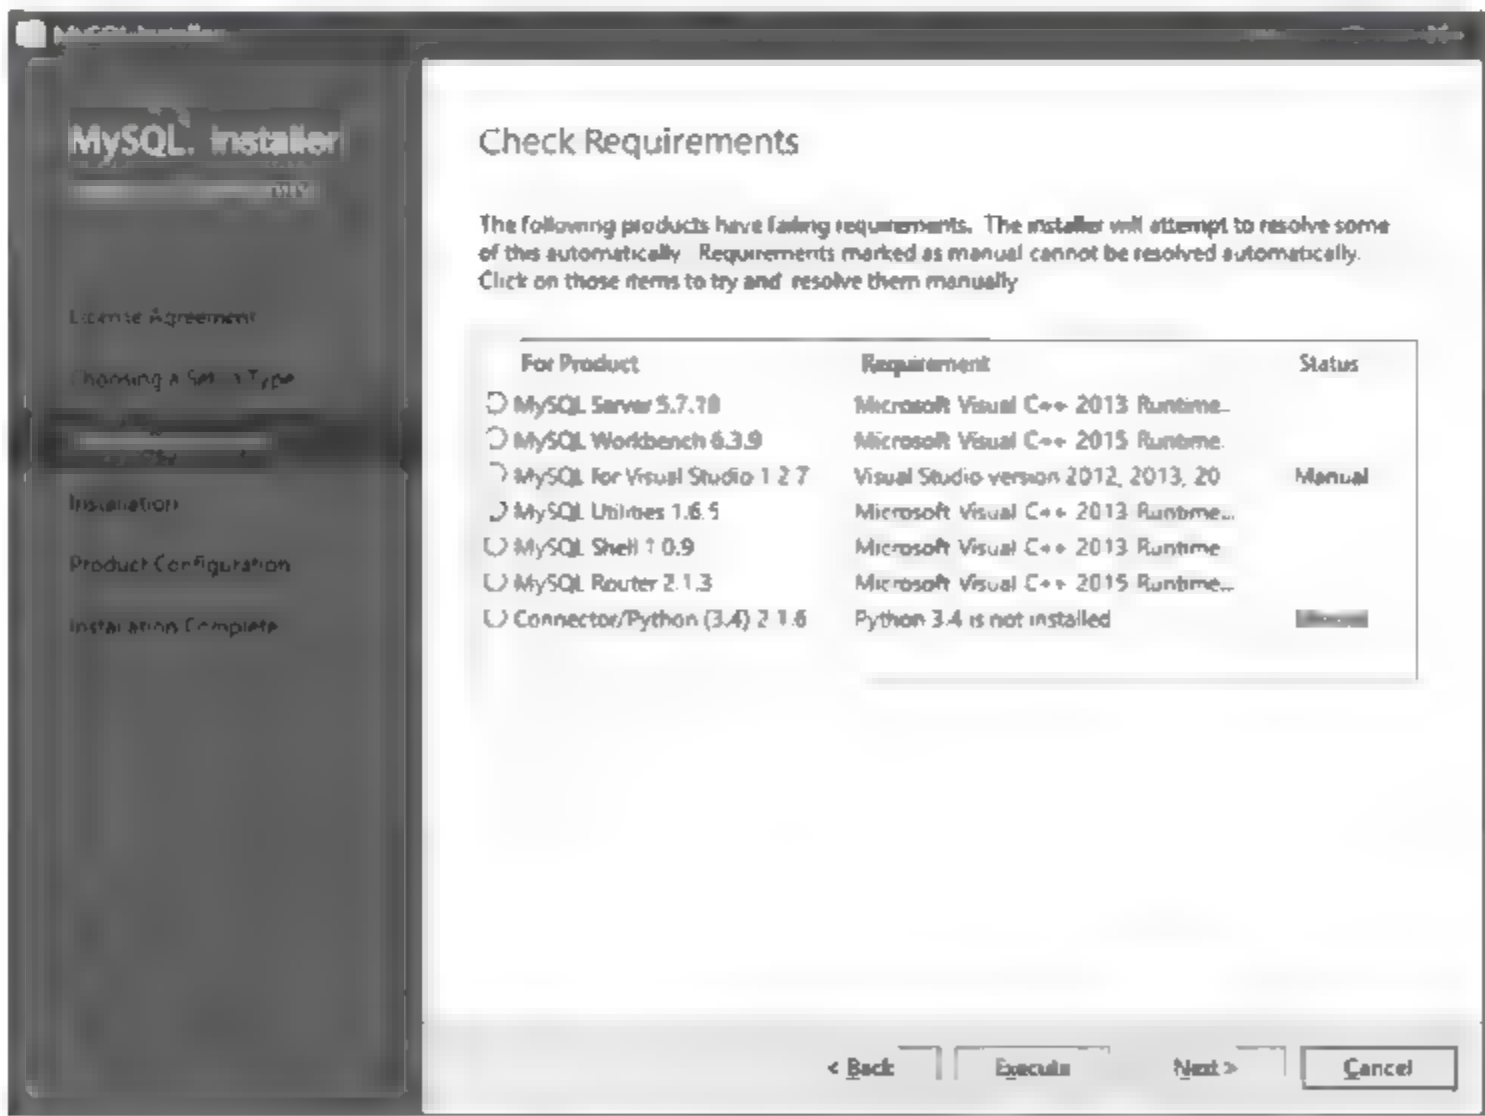 MySQL Installer
MySQL. Installer
License Agreement
Choosing a Setup Type
Installation
Product Configuration
Installation Complete
Check Requirements
The following products have failing requirements. The installer will attempt to resolve some
of this automatically. Requirements marked as manual cannot be resolved automatically.
Click on those items to try and resolve them manually
For Product Requirement Status
MySQL Server 5.7.18 Microsoft Visual C++ 2013 Runtime...
MySQL Workbench 6.3.9 Microsoft Visual C++ 2015 Runtime.
MySQL For Visual Studio 1.2.7 Visual Studio version 2012, 2013, 20 Manual
MySQL Utilities 1.6.5 Microsoft Visual C++ 2013 Runtime...
MySQL Shell 1.0.9 Microsoft Visual C++ 2013 Runtime
MySQL Router 2.1.3 Microsoft Visual C++ 2015 Runtime...
Connector/Python (3.4) 2.1.6 Python 3.4 is not installed
< Back Execute Next > Cancel